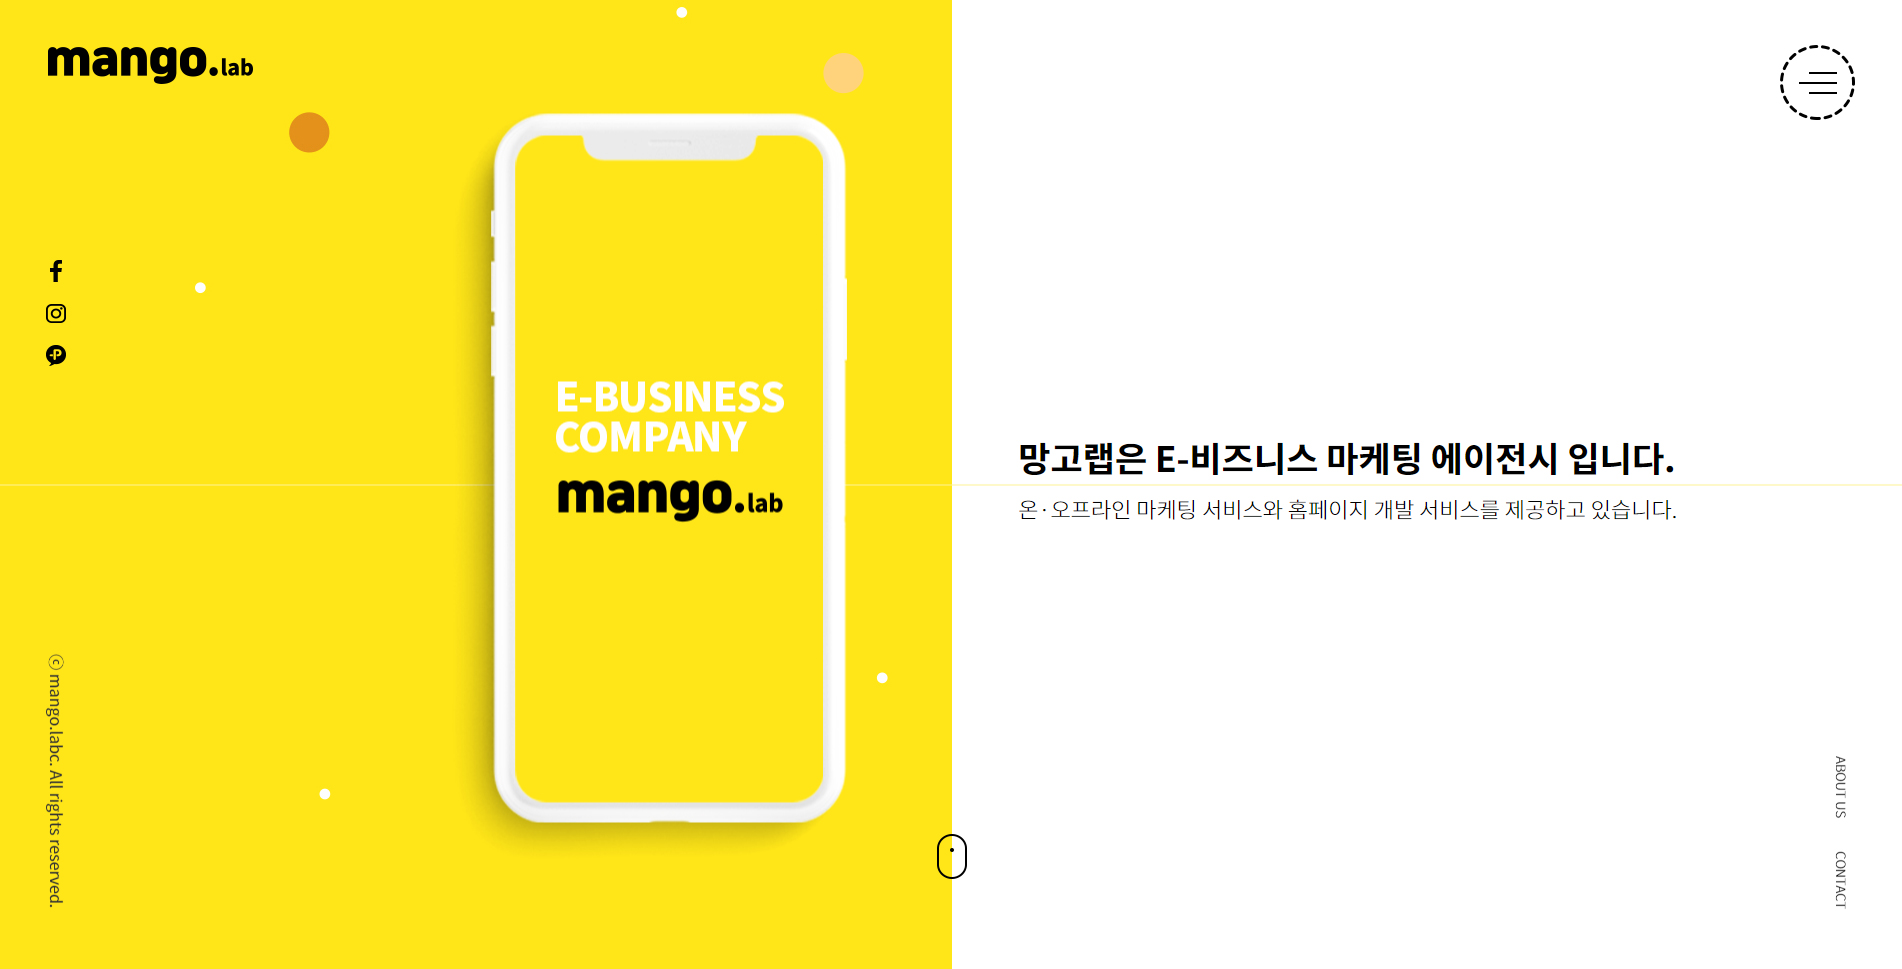 mango.lab
E-BUSINESS
COMPANY
mango.lab
망고랩은 E-비즈니스 마케팅 에이전시 입니다.
온·오프라인 마케팅 서비스와 홈페이지 개발 서비스를 제공하고 있습니다.
ⓒ mango.labc. All rights reserved.
ABOUT US
CONTACT